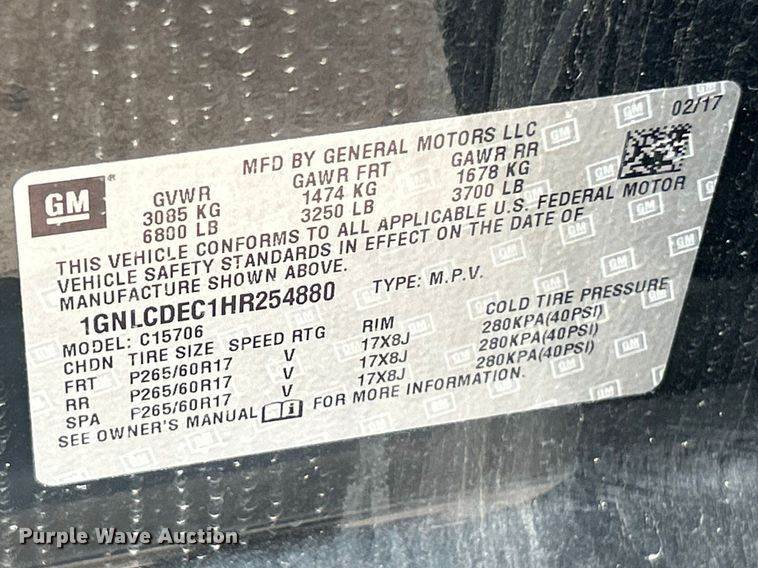 02/17
MFD BY GENERAL MOTORS LLC
GM
GVWR GAWR FRT GAWR RR
3085 KG 1474 KG 1678 KG
6800 LB 3250 LB 3700 LB
THIS VEHICLE CONFORMS TO ALL APPLICABLE U.S. FEDERAL MOTOR
VEHICLE SAFETY STANDARDS IN EFFECT ON THE DATE OF
MANUFACTURE SHOWN ABOVE.
1GNLCDEC1HR254880 TYPE: M.P.V.
MODEL: C15706
CHDN TIRE SIZE SPEED RTG RIM COLD TIRE PRESSURE
FRT P265/60R17 V 17X8J 280KPA(40PSI)
RR P265/60R17 V 17X8J 280KPA(40PSI)
SPA P265/60R17 V 17X8J 280KPA(40PSI)
SEE OWNER'S MANUAL i FOR MORE INFORMATION.
Purple Wave Auction